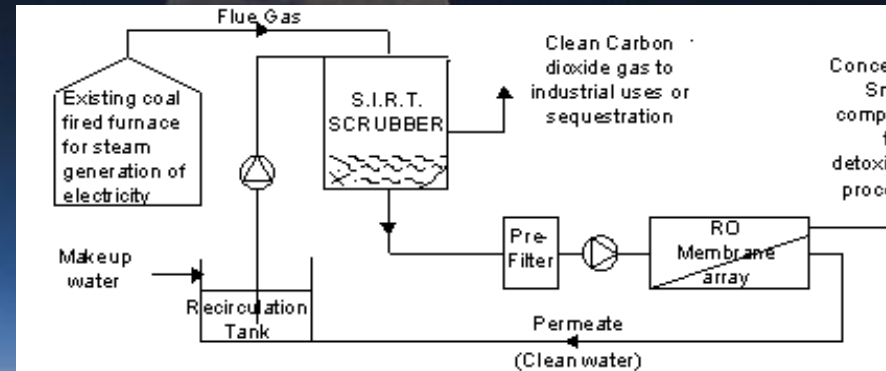 Flue Gas
Existing coal
fired furnace
for steam
generation of
electricity
S.I.R.T.
SCRUBBER
Clean Carbon
dioxide gas to
industrial uses or
sequestration
Makeup
water
Recirculation
Tank
Pre-
Filter
RO
Membrane
array
Permeate
(Clean water)